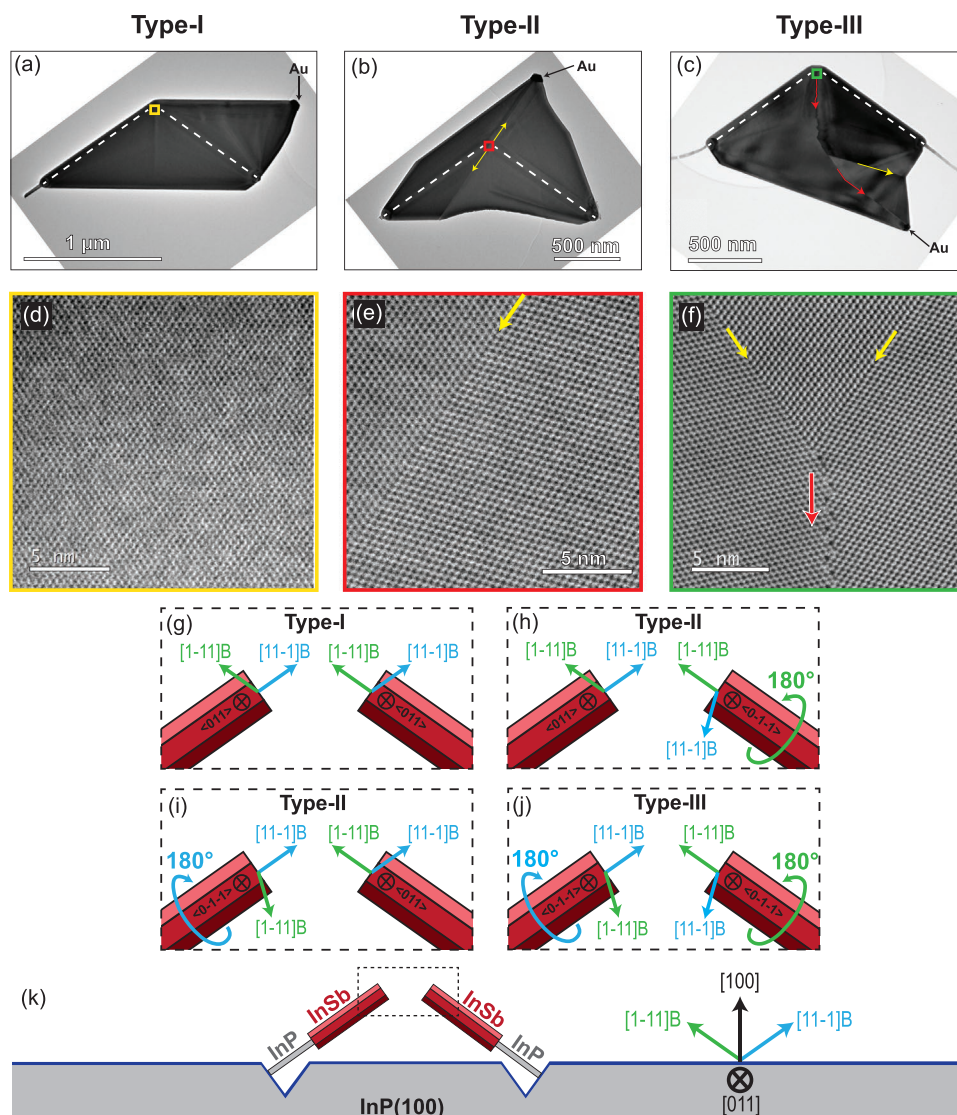 Type-I
Type-II
Type-III
(a)
Au
1 μm
(b)
Au
500 nm
(c)
Au
500 nm
(d)
5 nm
(e)
5 nm
(f)
5 nm
(g)
Type-I
[1-11]B
[11-1]B
[1-11]B
[11-1]B
<011>
<011>
(h)
Type-II
[1-11]B
[11-1]B
[1-11]B
180°
<011>
<0-1-1>
[11-1]B
(i)
Type-II
[11-1]B
[1-11]B
[11-1]B
180°
<0-1-1>
<011>
[1-11]B
(j)
Type-III
[11-1]B
[1-11]B
180°
180°
<0-1-1>
<0-1-1>
[1-11]B
[11-1]B
(k)
InSb
InSb
InP
InP
InP(100)
[100]
[1-11]B
[11-1]B
[011]